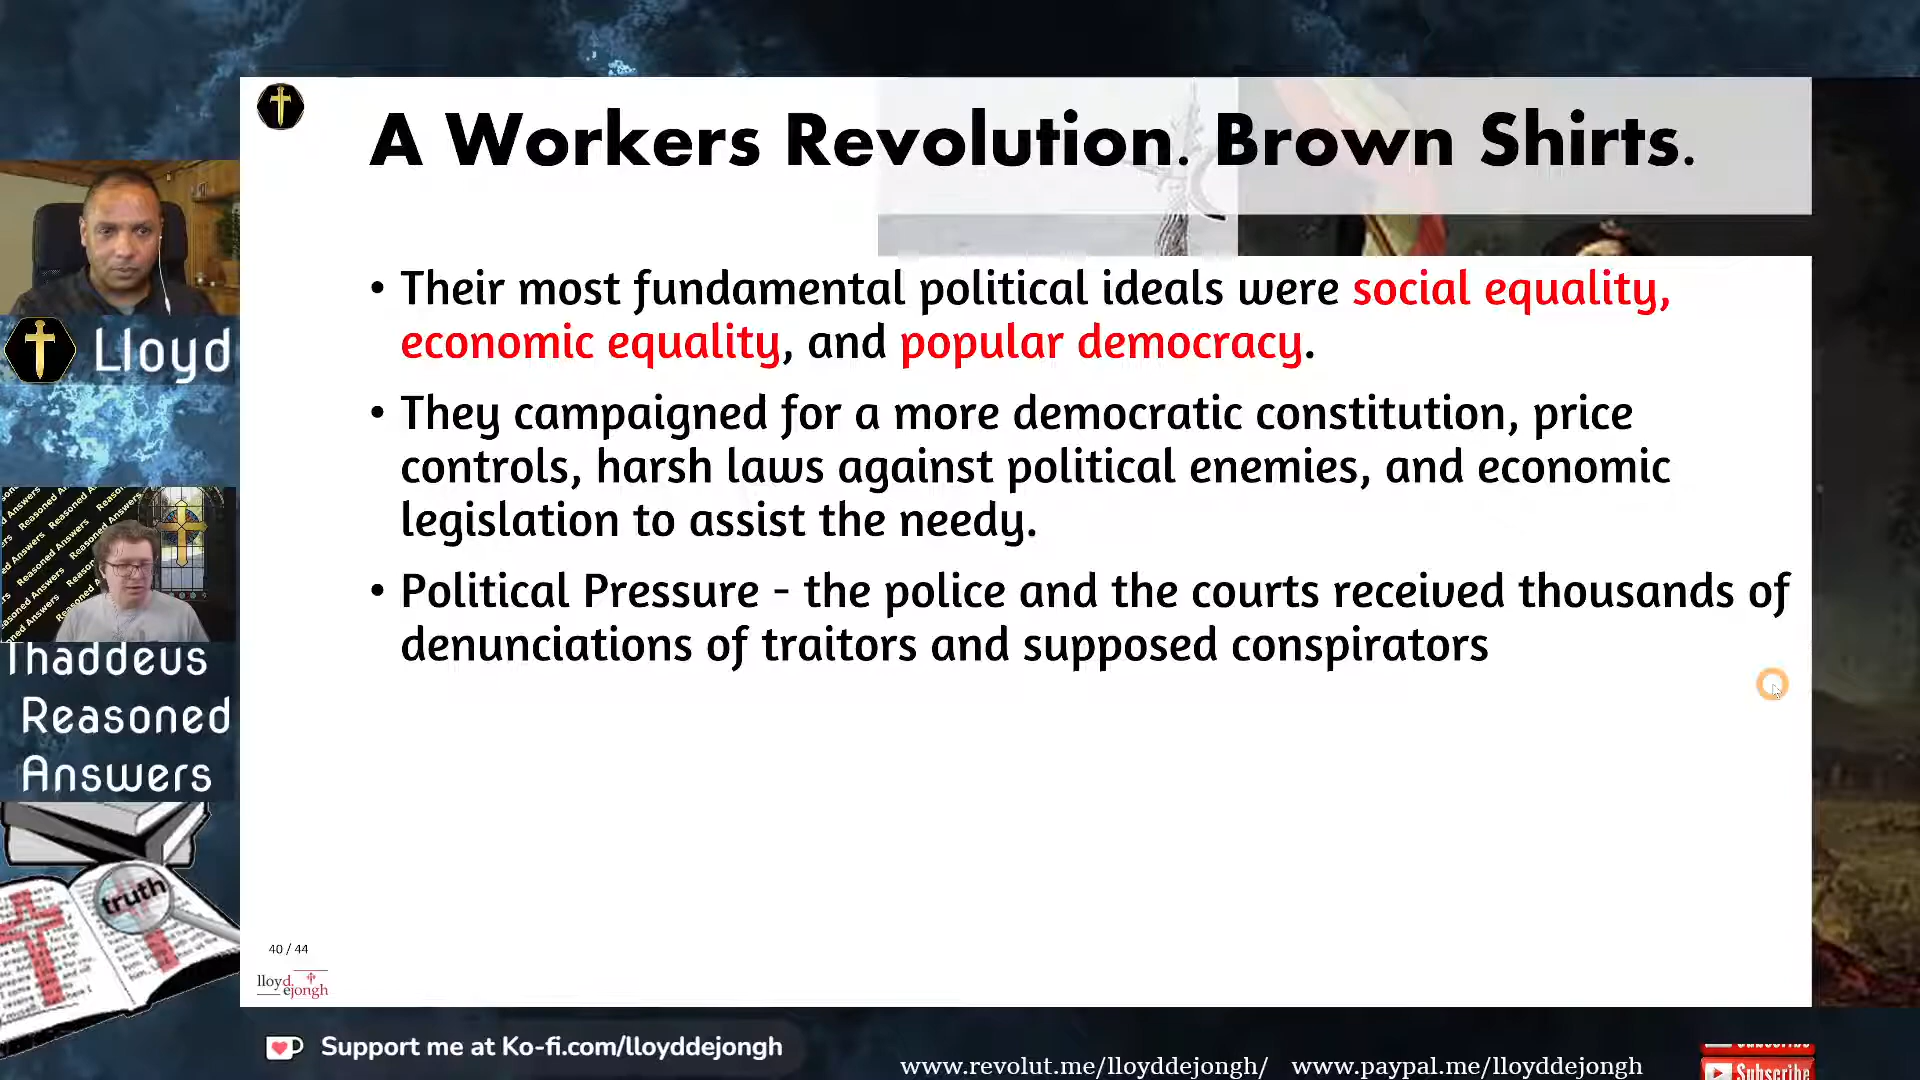 A Workers Revolution. Brown Shirts.
• Their most fundamental political ideals were social equality,
economic equality, and popular democracy.
• They campaigned for a more democratic constitution, price
controls, harsh laws against political enemies, and economic
legislation to assist the needy.
• Political Pressure - the police and the courts received thousands of
denunciations of traitors and supposed conspirators
Lloyd
Reasoned Answers
Thaddeus
Reasoned
Answers
truth
40 / 44
lloyd
ejongh
Support me at Ko-fi.com/lloyddejongh
www.revolut.me/lloyddejongh/ www.paypal.me/lloyddejongh
Subscribe
Subscribe